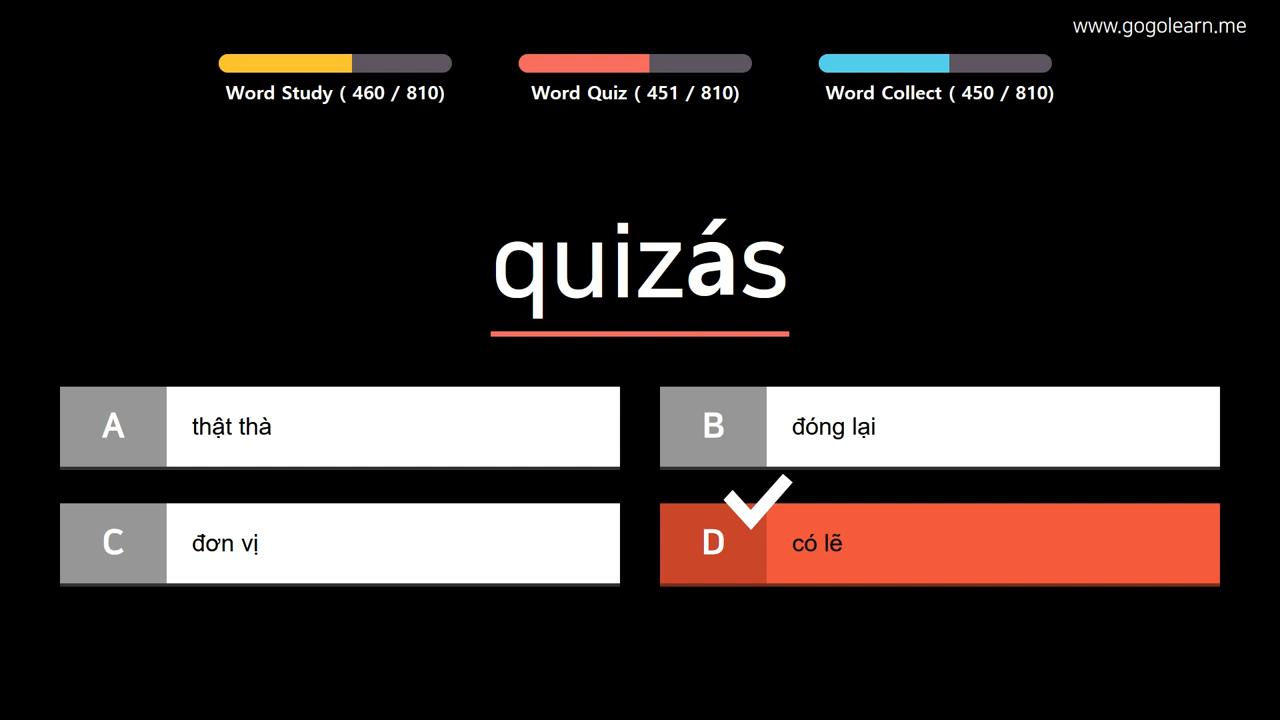 www.gogolearn.me
Word Study ( 460 / 810)
Word Quiz ( 451 / 810)
Word Collect ( 450 / 810)
quizás
A thật thà
B đóng lại
C đơn vị
D có lẽ